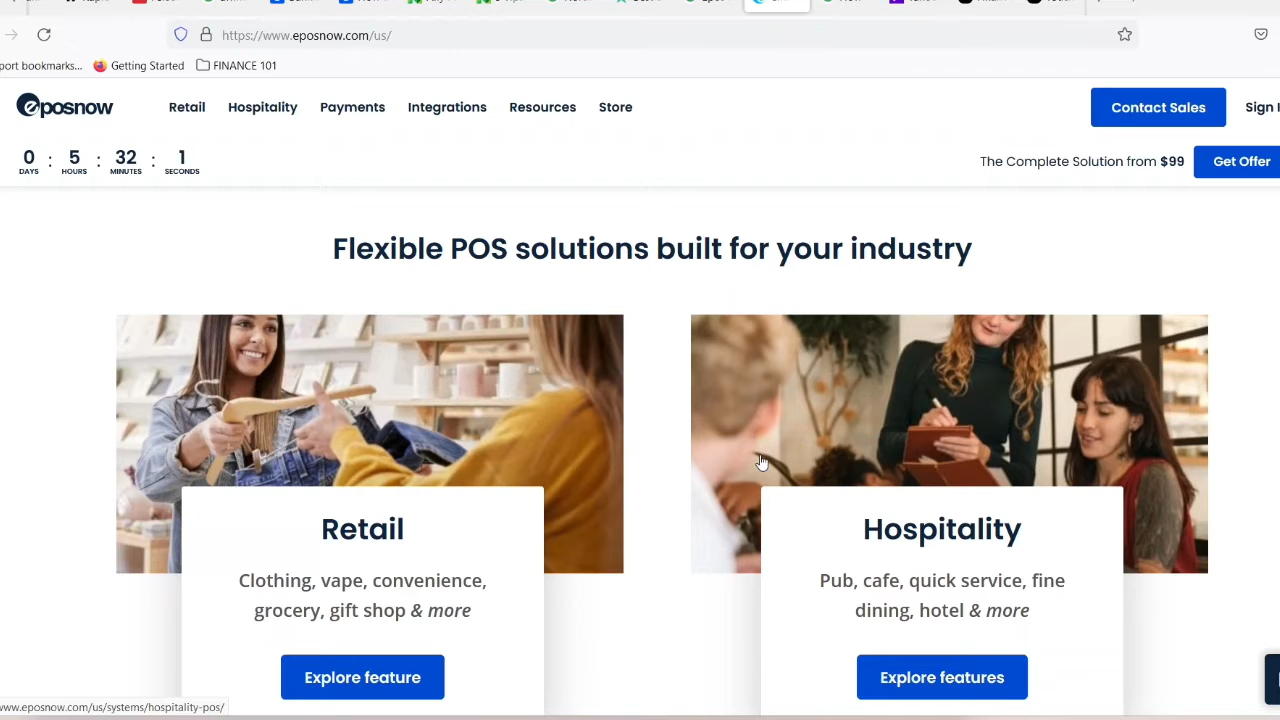 https://www.eposnow.com/us/
port bookmarks...
Getting Started
FINANCE 101
eposnow
Retail
Hospitality
Payments
Integrations
Resources
Store
Contact Sales
Sign I
0 : 5 : 32 : 1
DAYS HOURS MINUTES SECONDS
The Complete Solution from $99
Get Offer
Flexible POS solutions built for your industry
Retail
Clothing, vape, convenience,
grocery, gift shop & more
Explore feature
Hospitality
Pub, cafe, quick service, fine
dining, hotel & more
Explore features
www.eposnow.com/us/systems/hospitality-pos/